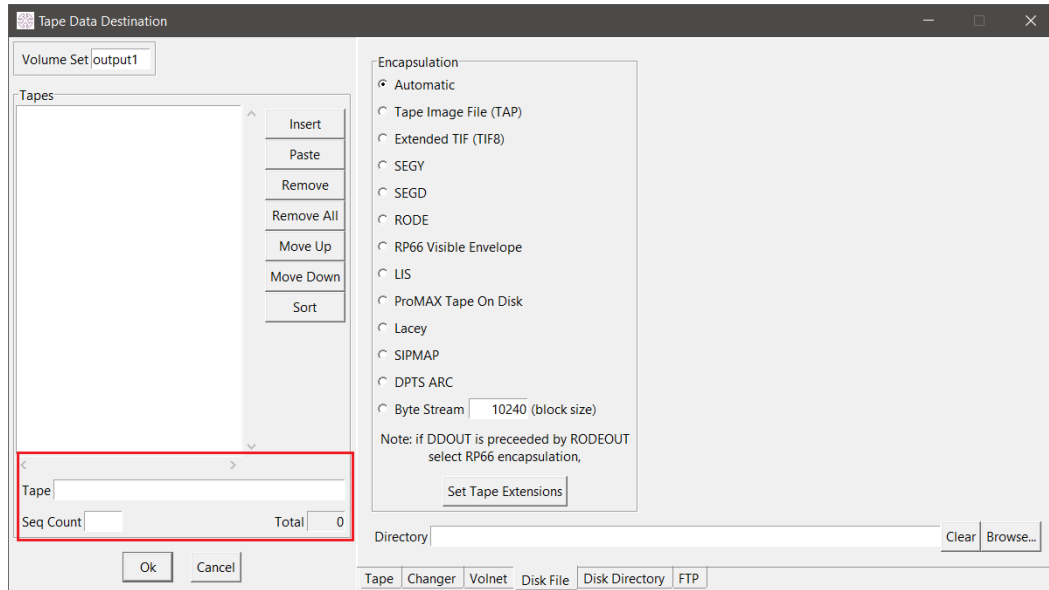 Tape Data Destination
Volume Set output1
Tapes
Insert
Paste
Remove
Remove All
Move Up
Move Down
Sort
Tape
Seq Count
Total 0
Ok Cancel
Encapsulation
Automatic
Tape Image File (TAP)
Extended TIF (TIF8)
SEGY
SEGD
RODE
RP66 Visible Envelope
LIS
ProMAX Tape On Disk
Lacey
SIPMAP
DPTS ARC
Byte Stream 10240 (block size)
Note: if DDOUT is preceeded by RODEOUT
select RP66 encapsulation,
Set Tape Extensions
Directory Clear Browse...
Tape Changer Volnet Disk File Disk Directory FTP